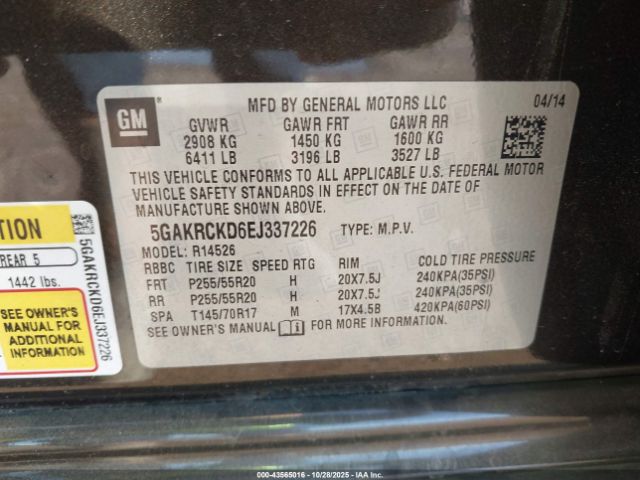 GM
MFD BY GENERAL MOTORS LLC
04/14
GVWR GAWR FRT GAWR RR
2908 KG 1450 KG 1600 KG
6411 LB 3196 LB 3527 LB
THIS VEHICLE CONFORMS TO ALL APPLICABLE U.S. FEDERAL MOTOR
VEHICLE SAFETY STANDARDS IN EFFECT ON THE DATE OF
MANUFACTURE SHOWN ABOVE.
5GAKRCKD6EJ337226 TYPE: M.P.V.
MODEL: R14526
RBBC TIRE SIZE SPEED RTG RIM COLD TIRE PRESSURE
FRT P255/55R20 H 20X7.5J 240KPA(35PSI)
RR P255/55R20 H 20X7.5J 240KPA(35PSI)
SPA T145/70R17 M 17X4.5B 420KPA(60PSI)
SEE OWNER'S MANUAL FOR MORE INFORMATION
TION
REAR 5
1442 lbs.
SEE OWNER'S
MANUAL FOR
ADDITIONAL
INFORMATION
5GAKRCKD6EJ337226
00-43565016 - 10/28/2025 - IAAI.COM